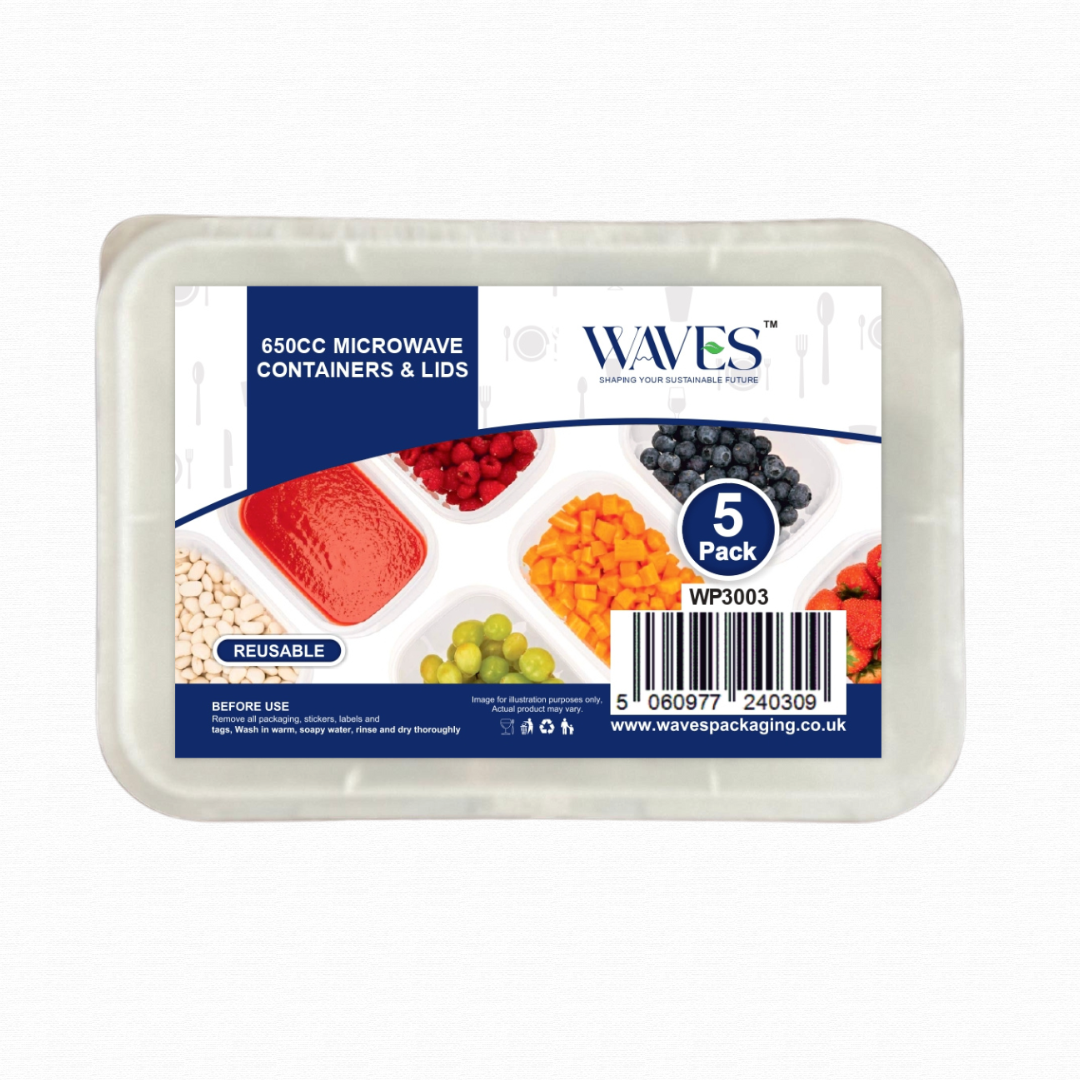 650CC MICROWAVE
CONTAINERS & LIDS
WAVES™
SHAPING YOUR SUSTAINABLE FUTURE
5
Pack
WP3003
REUSABLE
5 060977 240309
BEFORE USE
Remove all packaging, stickers, labels and
tags, Wash in warm, soapy water, rinse and dry thoroughly
Image for illustration purposes only,
Actual product may vary.
www.wavespackaging.co.uk